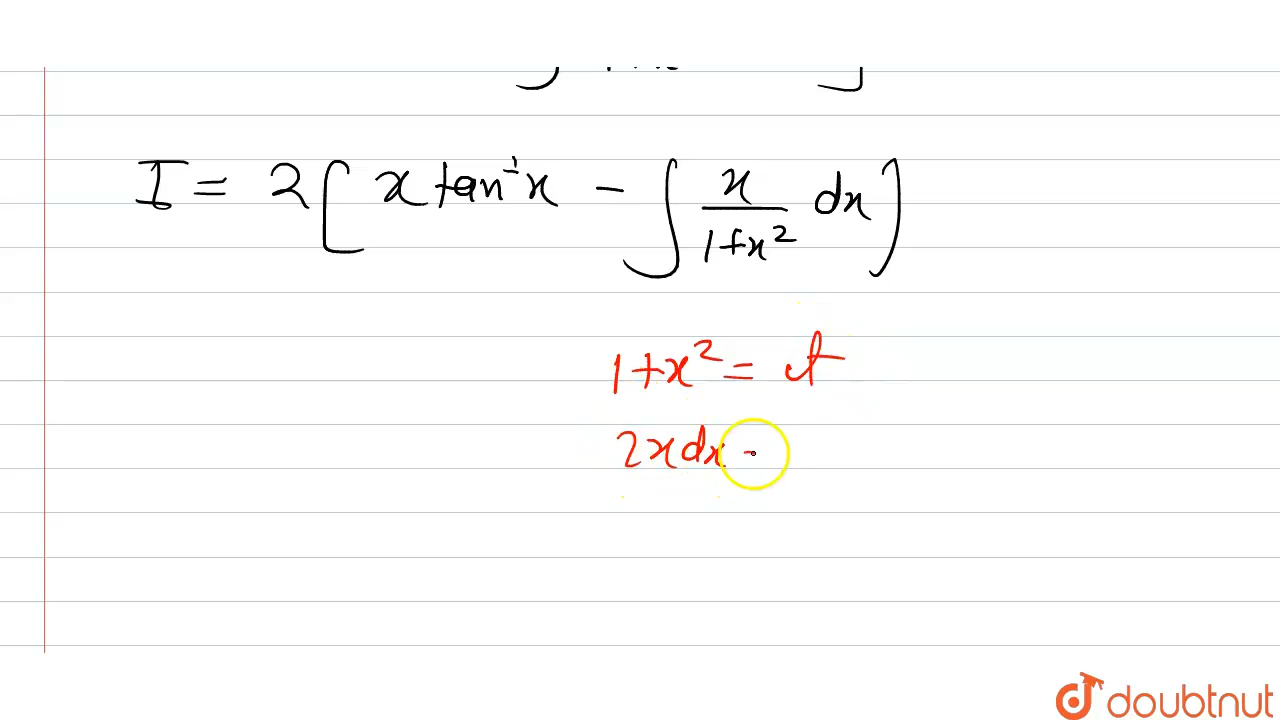 I = 2[x tan⁻¹x - ∫ x/(1+x²) dx)
1+x² = t
2x dx -
doubtnut